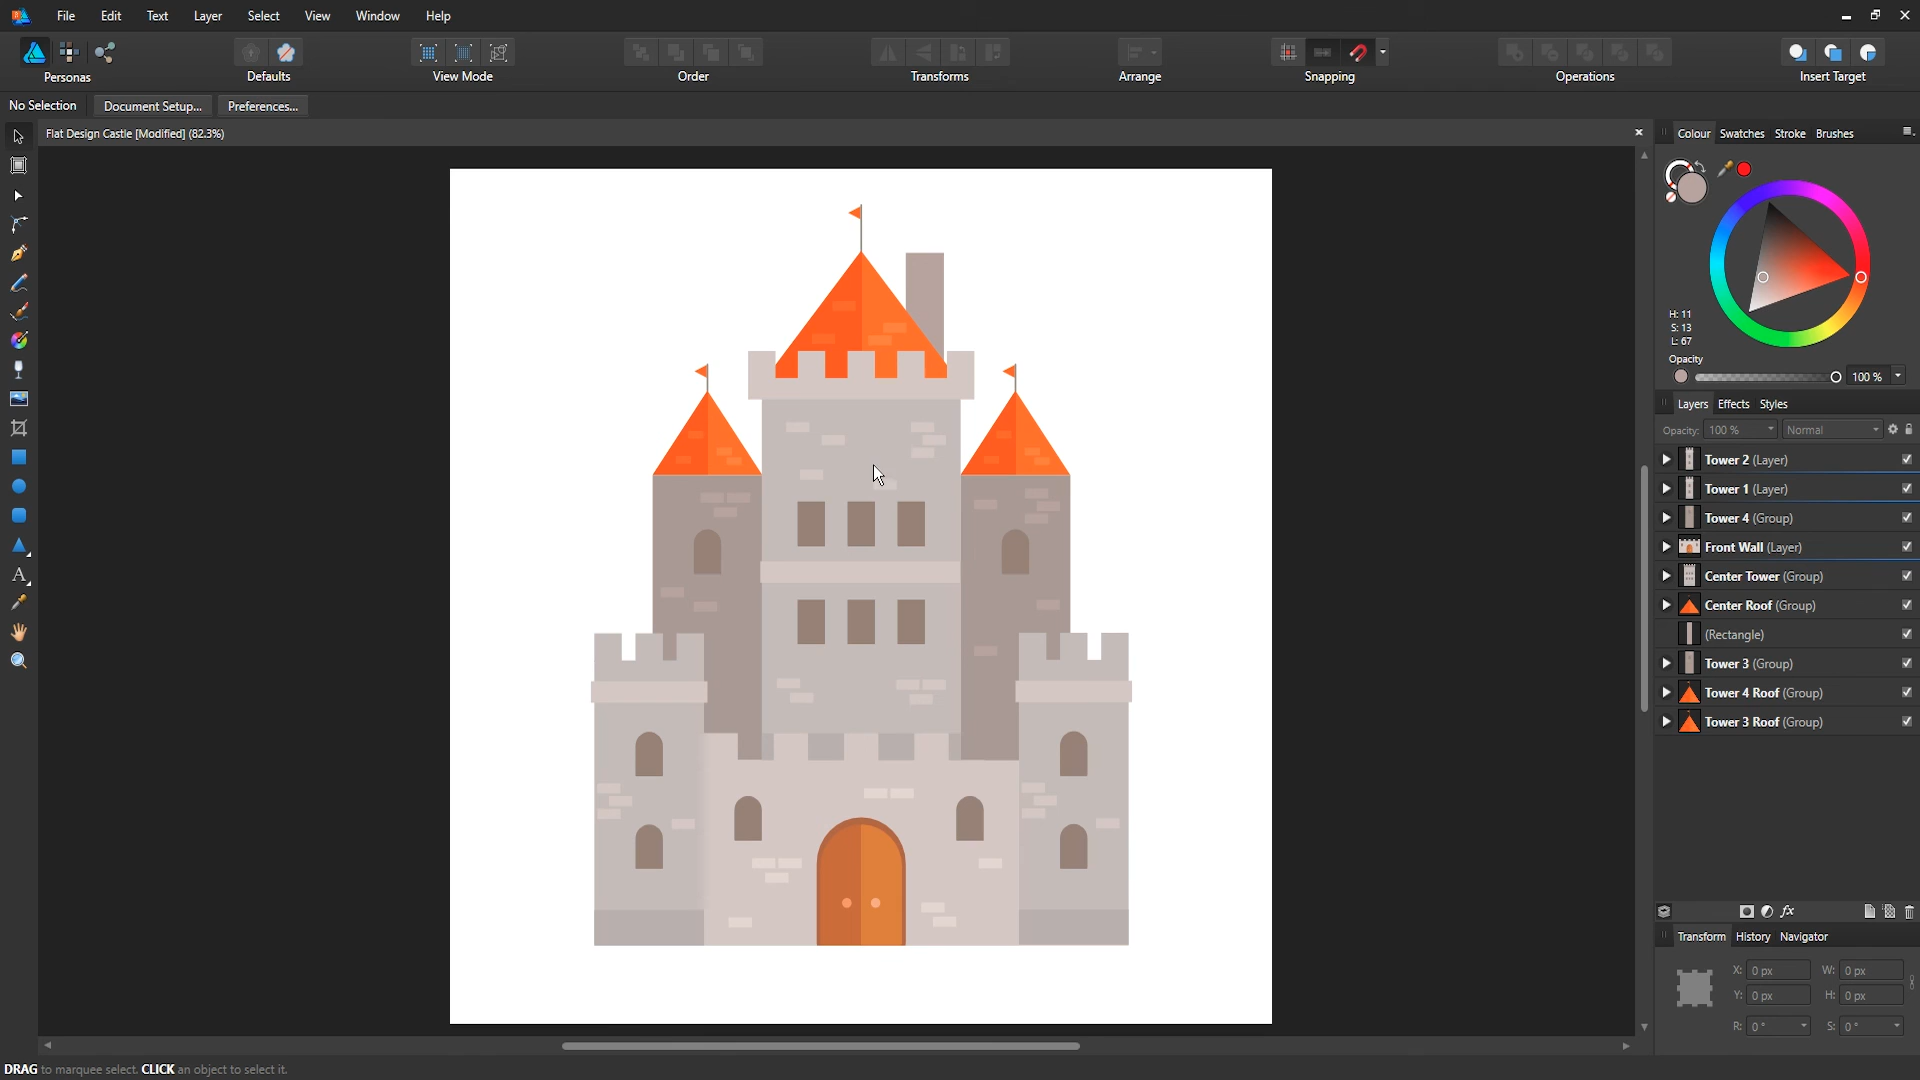 File Edit Text Layer Select View Window Help
Personas Defaults View Mode Order Transforms Arrange Snapping Operations Insert Target
No Selection Document Setup... Preferences...
Flat Design Castle [Modified] (82.3%)
Colour Swatches Stroke Brushes
H: 11
S: 13
L: 67
Opacity
100 %
Layers Effects Styles
Opacity: 100 % Normal
Tower 2 (Layer)
Tower 1 (Layer)
Tower 4 (Group)
Front Wall (Layer)
Center Tower (Group)
Center Roof (Group)
(Rectangle)
Tower 3 (Group)
Tower 4 Roof (Group)
Tower 3 Roof (Group)
fx
Transform History Navigator
X: 0 px W: 0 px
Y: 0 px H: 0 px
R: 0 ° S: 0 °
DRAG to marquee select. CLICK an object to select it.